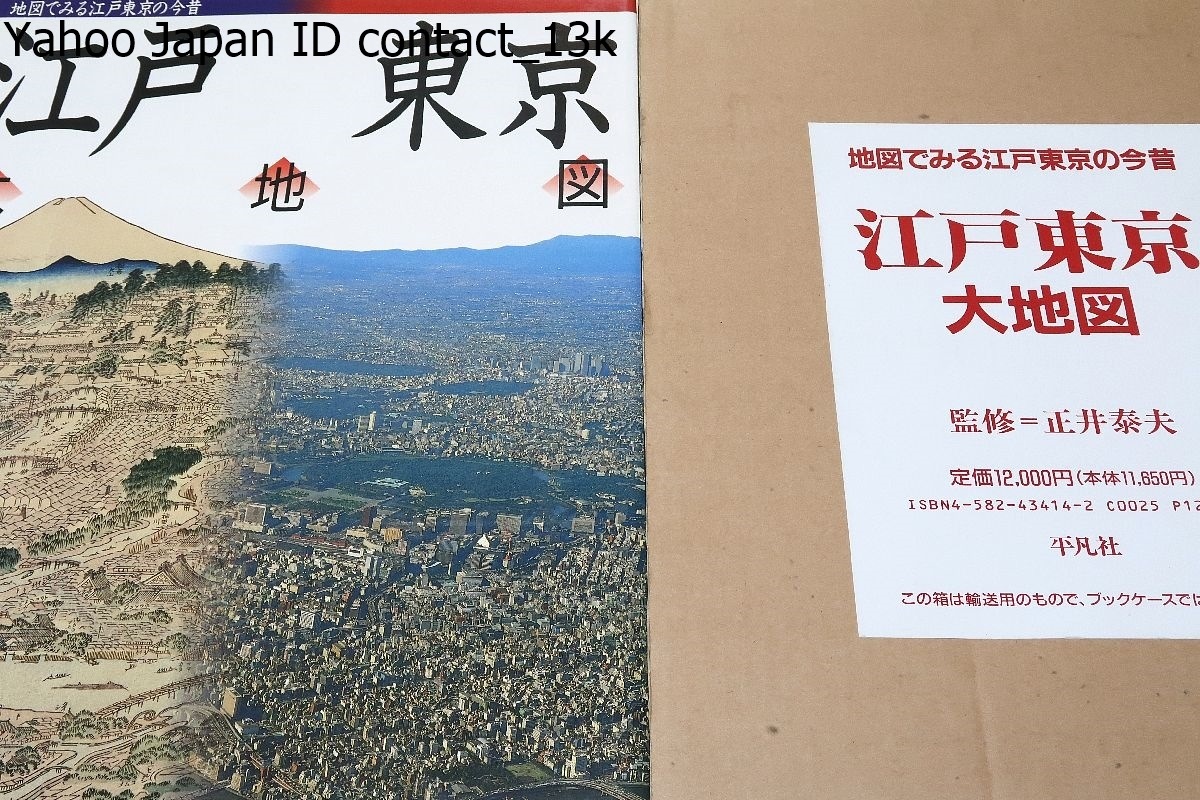 地図でみる江戸東京の今昔
Yahoo Japan ID contact_13k
江戸 東京
地 図
地図でみる江戸東京の今昔
江戸東京
大地図
監修=正井泰夫
定価12,000円(本体11,650円)
ISBN4-582-43414-2 C0025 P12
平凡社
この箱は輸送用のもので、ブックケースでは